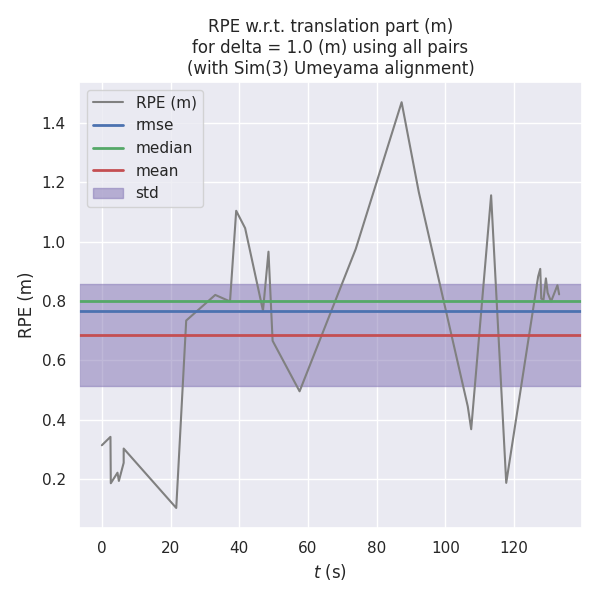 RPE w.r.t. translation part (m)
for delta = 1.0 (m) using all pairs
(with Sim(3) Umeyama alignment)
RPE (m)
rmse
median
mean
std
RPE (m)
1.4
1.2
1.0
0.8
0.6
0.4
0.2
0 20 40 60 80 100 120
t (s)